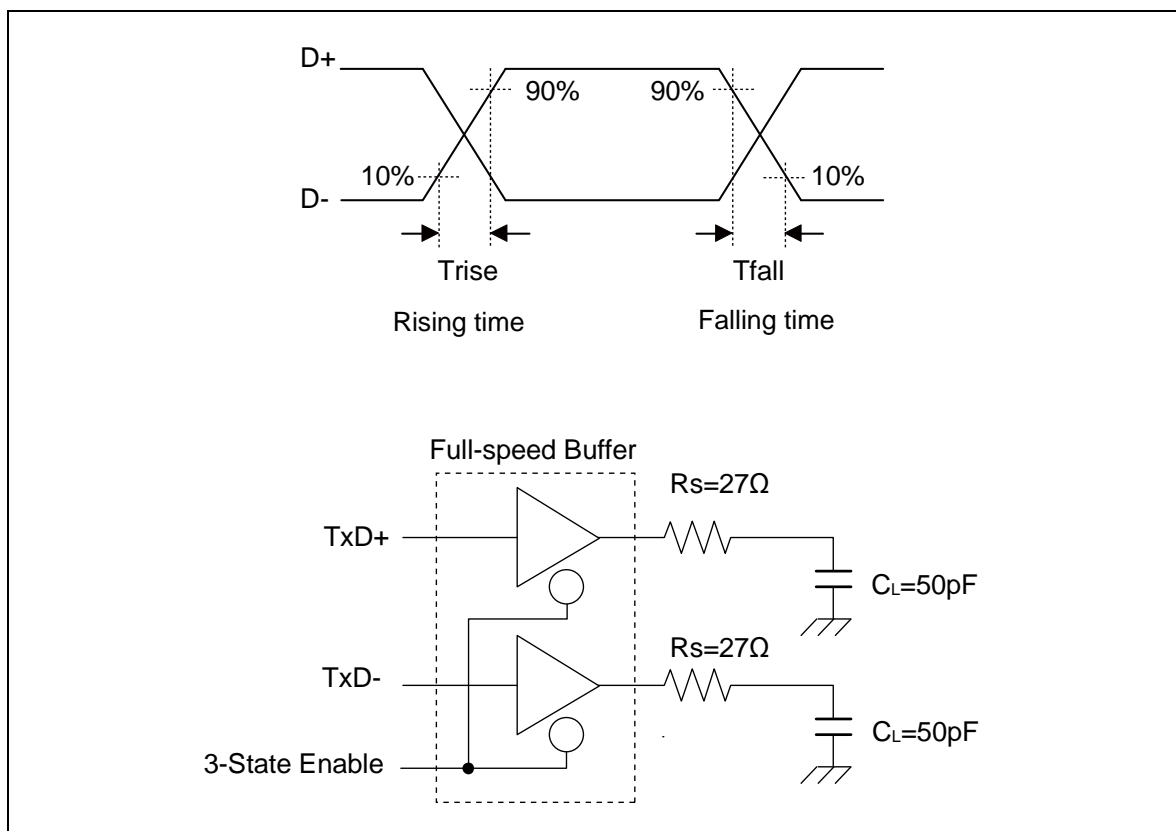 D+
90%
90%
10%
10%
D-
Trise
Tfall
Rising time
Falling time
Full-speed Buffer
Rs=27Ω
TxD+
CL=50pF
Rs=27Ω
TxD-
CL=50pF
3-State Enable